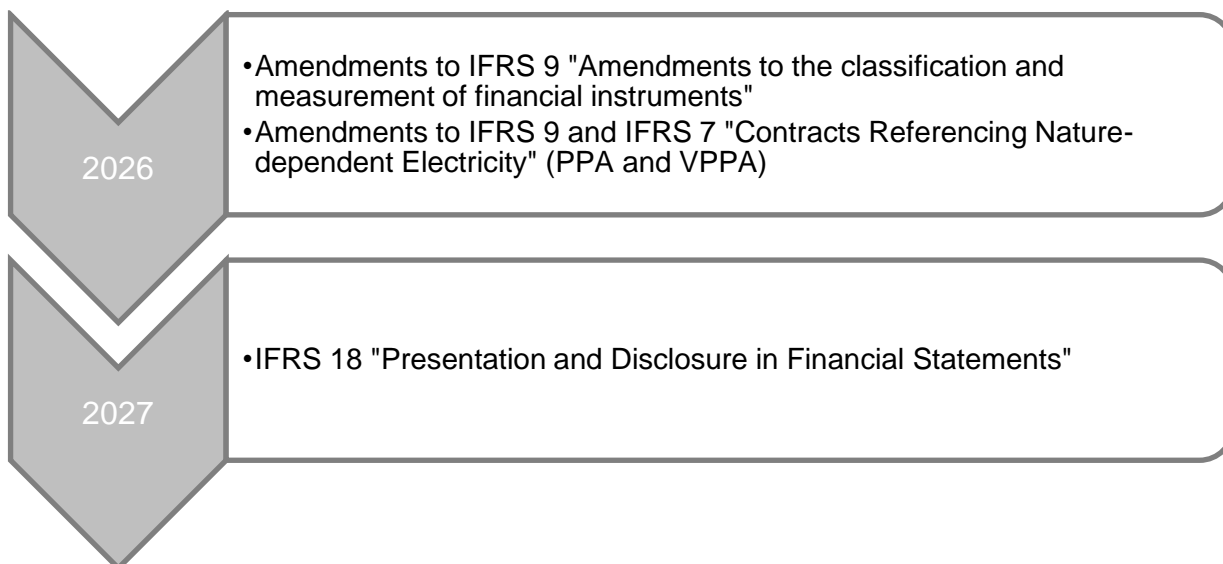 2026
•Amendments to IFRS 9 "Amendments to the classification and
measurement of financial instruments"
•Amendments to IFRS 9 and IFRS 7 "Contracts Referencing Nature-
dependent Electricity" (PPA and VPPA)
2027
•IFRS 18 "Presentation and Disclosure in Financial Statements"